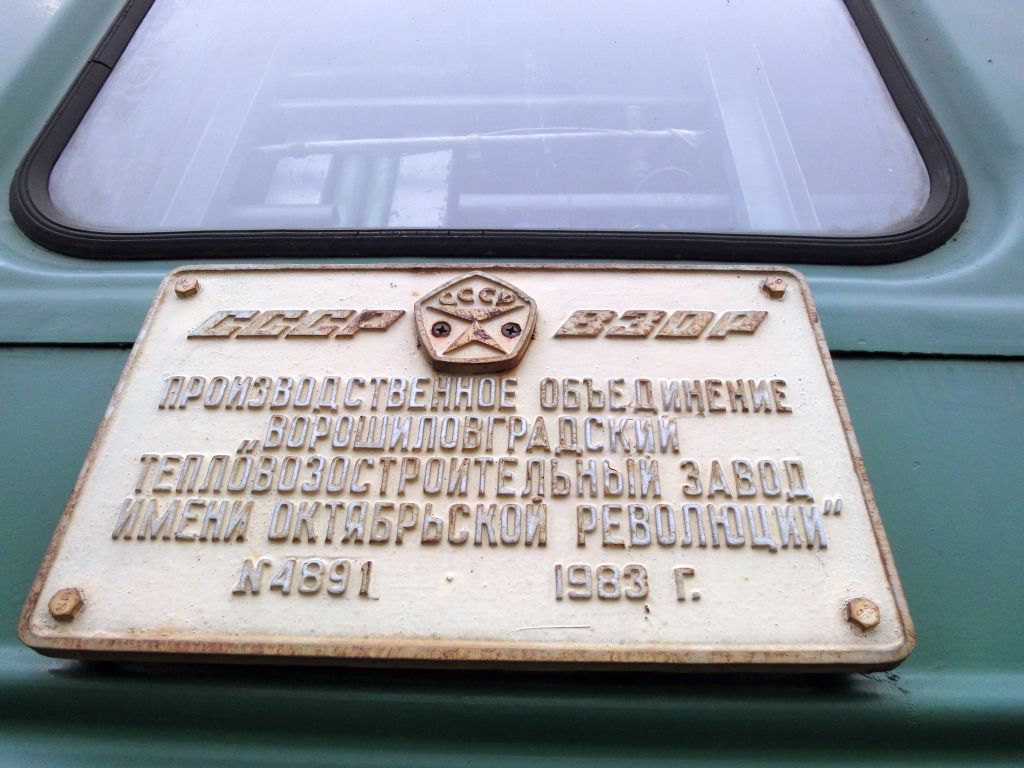 СССР СССР ВЗОР
ПРОИЗВОДСТВЕННОЕ ОБЪЕДИНЕНИЕ
„ВОРОШИЛОВГРАДСКИЙ
ТЕПЛОВОЗОСТРОИТЕЛЬНЫЙ ЗАВОД
ИМЕНИ ОКТЯБРЬСКОЙ РЕВОЛЮЦИИ”
№4891 1983 Г.